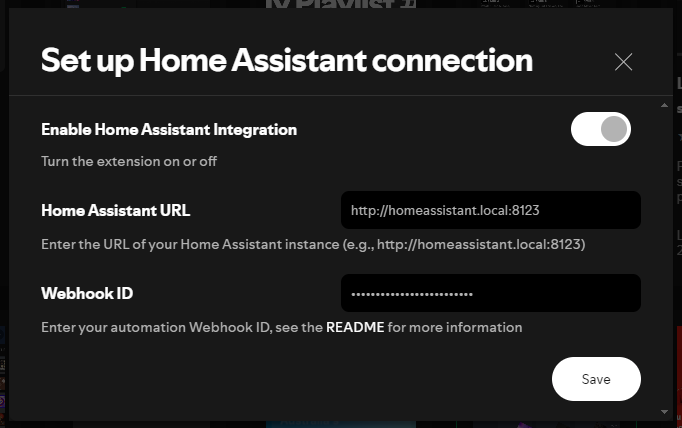 Set up Home Assistant connection
Enable Home Assistant Integration
Turn the extension on or off
Home Assistant URL
http://homeassistant.local:8123
Enter the URL of your Home Assistant instance (e.g., http://homeassistant.local:8123)
Webhook ID
Enter your automation Webhook ID, see the README for more information
Save